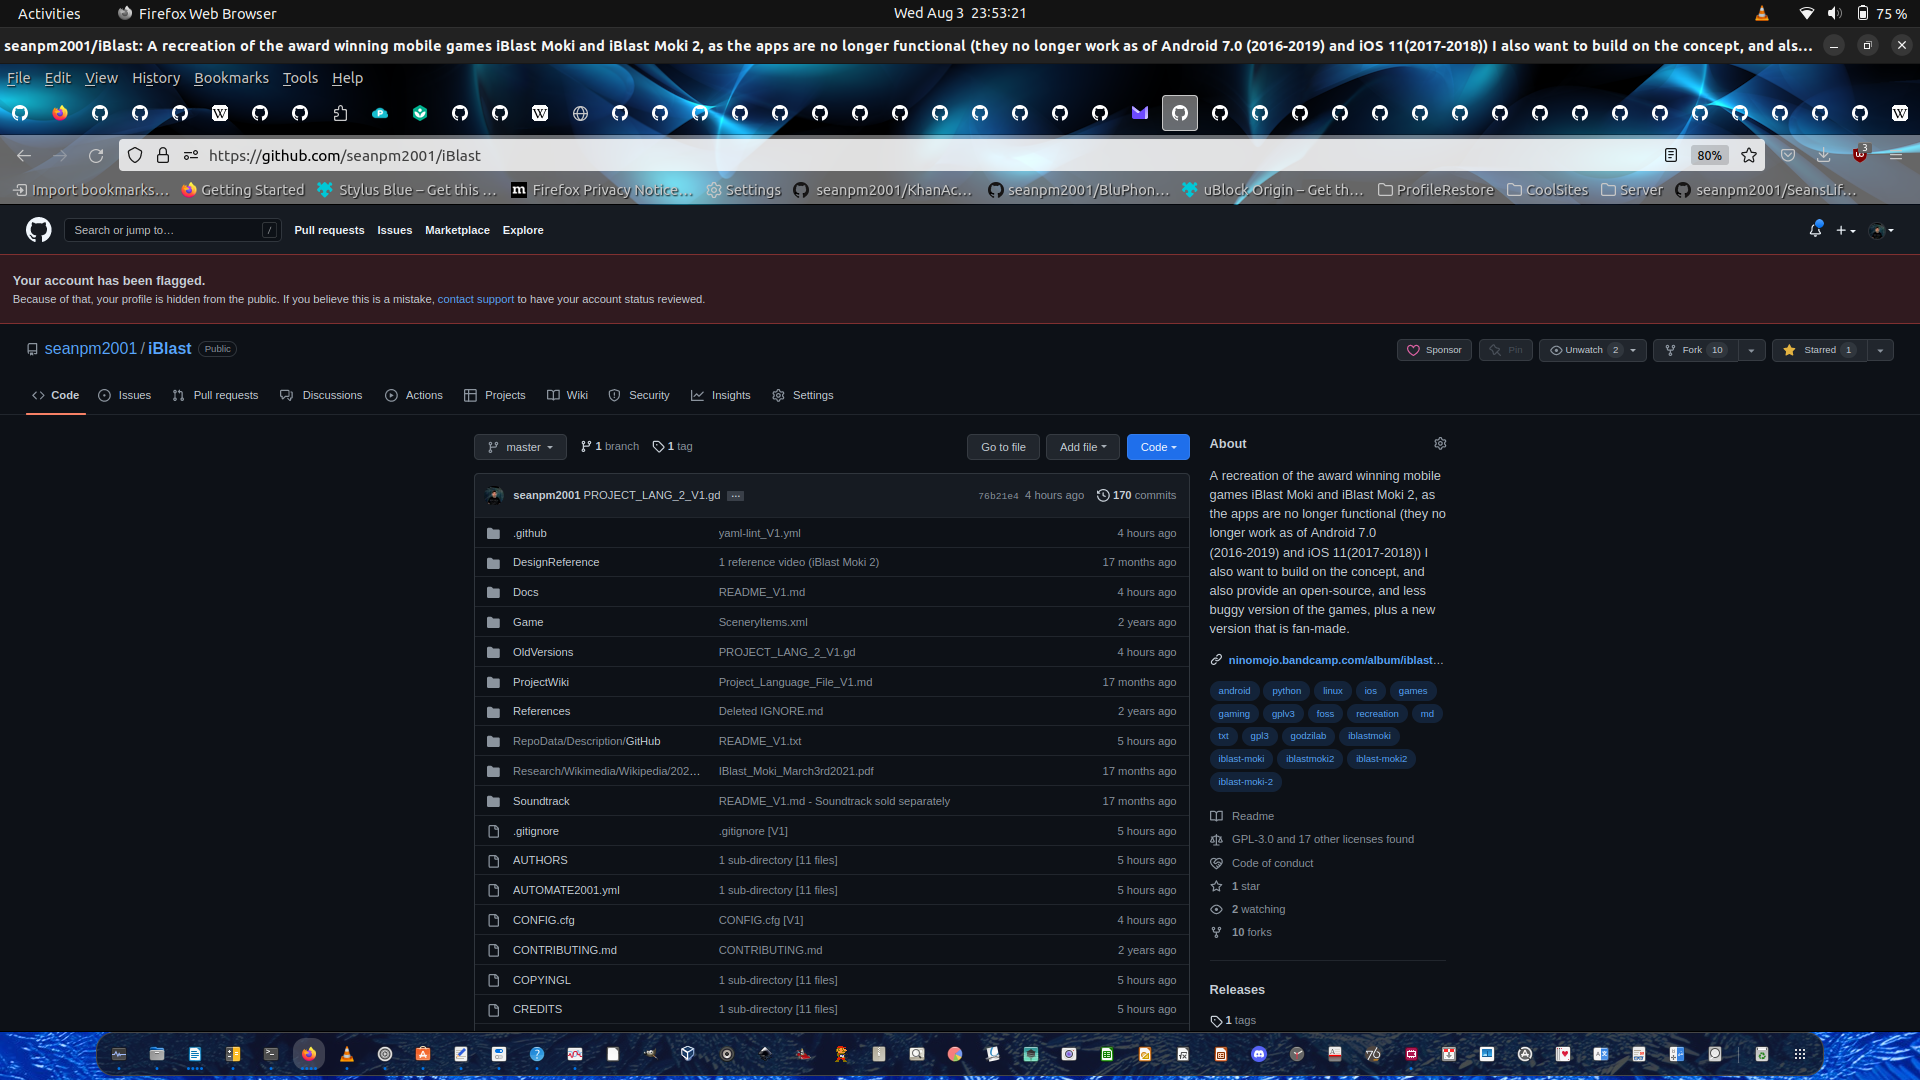 Activities
Firefox Web Browser
Wed Aug 3 23:53:21
75 %
seanpm2001/iBlast: A recreation of the award winning mobile games iBlast Moki and iBlast Moki 2, as the apps are no longer functional (they no longer work as of Android 7.0 (2016-2019) and iOS 11(2017-2018)) I also want to build on the concept, and als...
File Edit View History Bookmarks Tools Help
https://github.com/seanpm2001/iBlast
80%
3
Import bookmarks... Getting Started Stylus Blue – Get this ... Firefox Privacy Notice... Settings seanpm2001/KhanAc... seanpm2001/BluPhon... uBlock Origin – Get th... ProfileRestore CoolSites Server seanpm2001/SeansLif...
Search or jump to... /
Pull requests Issues Marketplace Explore
Your account has been flagged.
Because of that, your profile is hidden from the public. If you believe this is a mistake, contact support to have your account status reviewed.
seanpm2001 / iBlast Public
Sponsor Pin Unwatch 2 Fork 10 Starred 1
Code Issues Pull requests Discussions Actions Projects Wiki Security Insights Settings
master 1 branch 1 tag Go to file Add file Code
seanpm2001 PROJECT_LANG_2_V1.gd ... 76b21e4 4 hours ago 170 commits
.github yaml-lint_V1.yml 4 hours ago
DesignReference 1 reference video (iBlast Moki 2) 17 months ago
Docs README_V1.md 4 hours ago
Game SceneryItems.xml 2 years ago
OldVersions PROJECT_LANG_2_V1.gd 4 hours ago
ProjectWiki Project_Language_File_V1.md 17 months ago
References Deleted IGNORE.md 2 years ago
RepoData/Description/GitHub README_V1.txt 5 hours ago
Research/Wikimedia/Wikipedia/202... IBlast_Moki_March3rd2021.pdf 17 months ago
Soundtrack README_V1.md - Soundtrack sold separately 17 months ago
.gitignore .gitignore [V1] 5 hours ago
AUTHORS 1 sub-directory [11 files] 5 hours ago
AUTOMATE2001.yml 1 sub-directory [11 files] 5 hours ago
CONFIG.cfg CONFIG.cfg [V1] 4 hours ago
CONTRIBUTING.md CONTRIBUTING.md 2 years ago
COPYINGL 1 sub-directory [11 files] 5 hours ago
CREDITS 1 sub-directory [11 files] 5 hours ago
About
A recreation of the award winning mobile
games iBlast Moki and iBlast Moki 2, as
the apps are no longer functional (they no
longer work as of Android 7.0
(2016-2019) and iOS 11(2017-2018)) I
also want to build on the concept, and
also provide an open-source, and less
buggy version of the games, plus a new
version that is fan-made.
ninomojo.bandcamp.com/album/iblast...
android python linux ios games
gaming gplv3 foss recreation md
txt gpl3 godzilab iblastmoki
iblast-moki iblastmoki2 iblast-moki2
iblast-moki-2
Readme
GPL-3.0 and 17 other licenses found
Code of conduct
1 star
2 watching
10 forks
Releases
1 tags